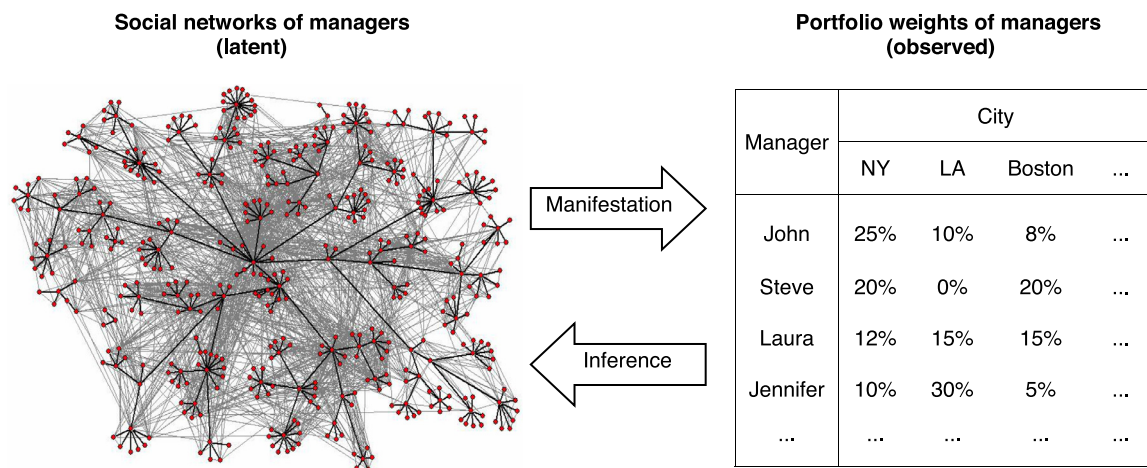 Social networks of managers
(latent)
Portfolio weights of managers
(observed)
Manifestation
Inference
Manager
City
NY LA Boston ...
John 25% 10% 8% ...
Steve 20% 0% 20% ...
Laura 12% 15% 15% ...
Jennifer 10% 30% 5% ...
... ... ... ... ...